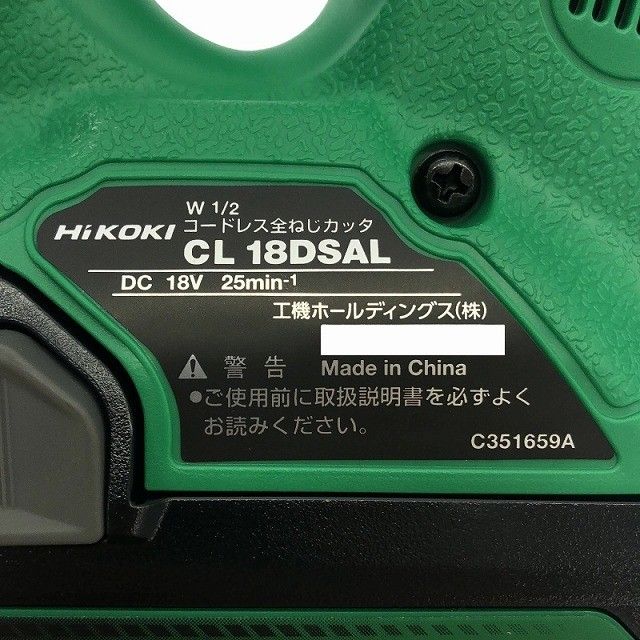 W 1/2
HiKOKI コードレス全ねじカッタ
CL 18DSAL
DC 18V 25min-1
工機ホールディングス(株)
警告 Made in China
●ご使用前に取扱説明書を必ずよく
お読みください。
C351659A